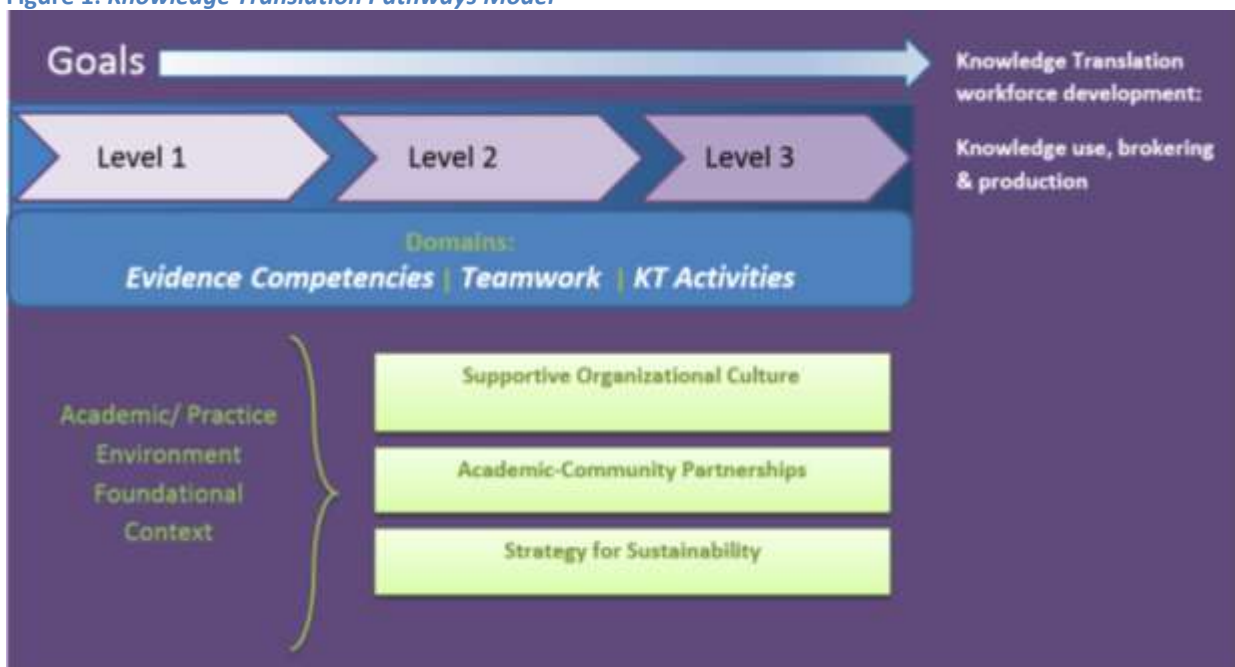 Figure 1. Knowledge Translation Pathways Model
Goals
Knowledge Translation
workforce development:
Knowledge use, brokering
& production
Level 1
Level 2
Level 3
Domains:
Evidence Competencies | Teamwork | KT Activities
Academic/ Practice
Environment
Foundational
Context
Supportive Organizational Culture
Academic-Community Partnerships
Strategy for Sustainability